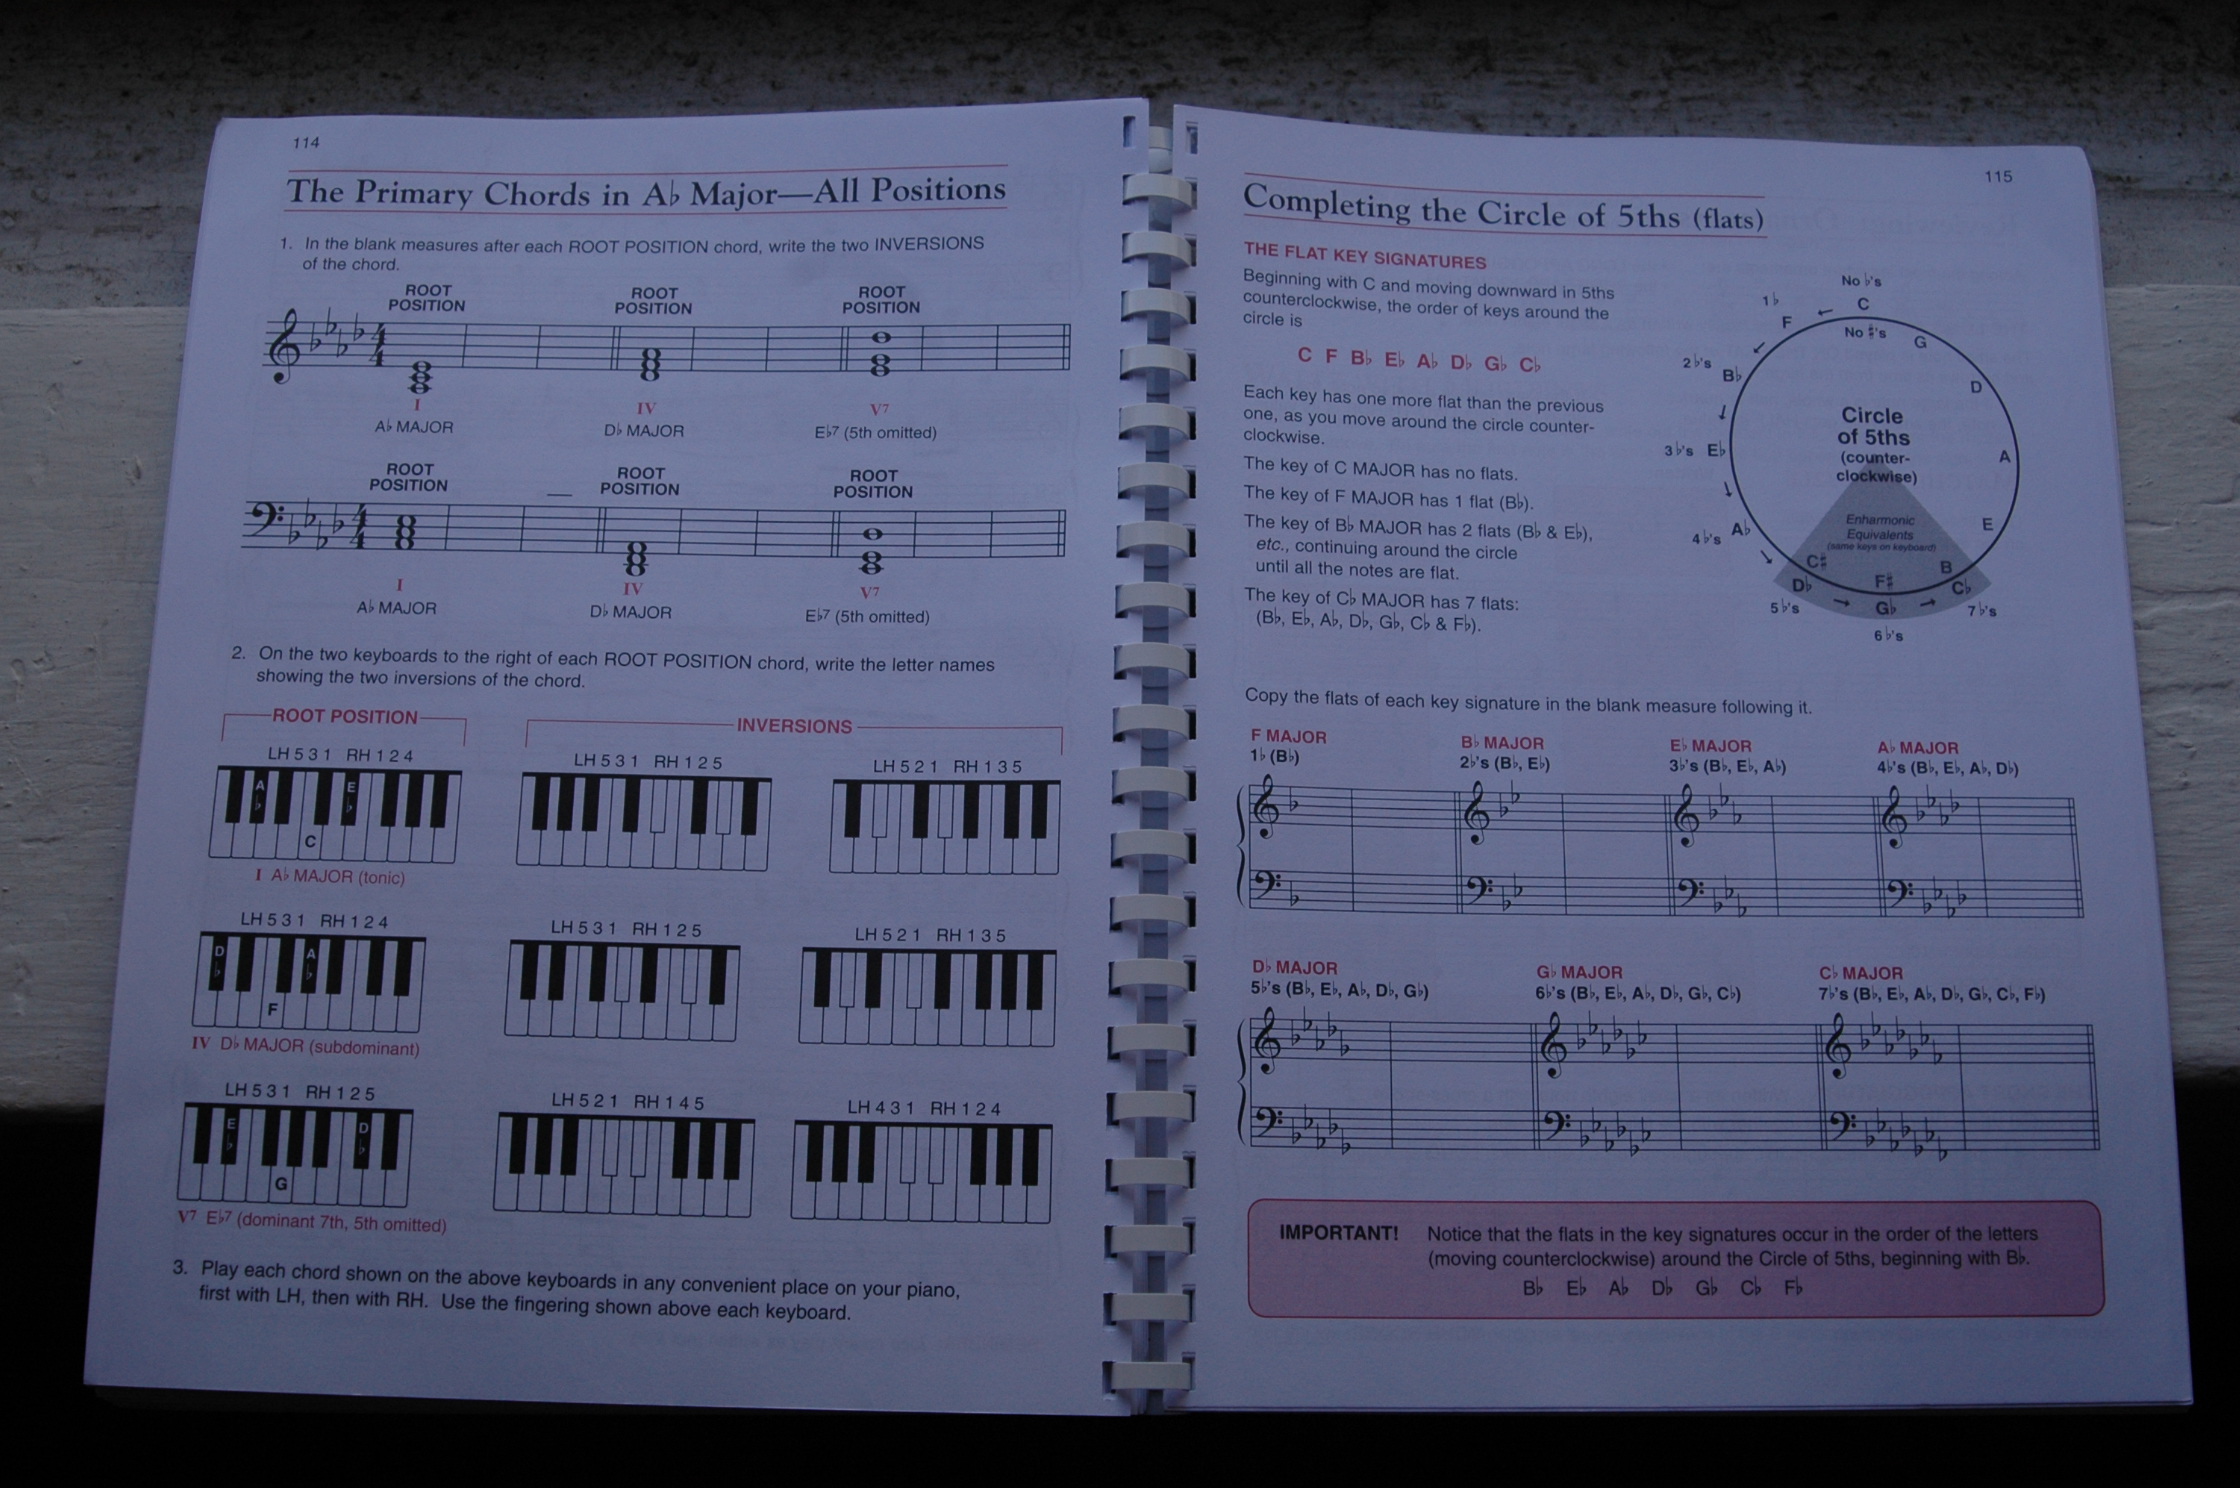 114
The Primary Chords in A♭ Major—All Positions
1. In the blank measures after each ROOT POSITION chord, write the two INVERSIONS
of the chord.
ROOT
POSITION
ROOT
POSITION
ROOT
POSITION
4
4
I
IV
V7
A♭ MAJOR
D♭ MAJOR
E♭7 (5th omitted)
ROOT
POSITION
ROOT
POSITION
ROOT
POSITION
4
4
I
IV
V7
A♭ MAJOR
D♭ MAJOR
E♭7 (5th omitted)
2. On the two keyboards to the right of each ROOT POSITION chord, write the letter names
showing the two inversions of the chord.
ROOT POSITION
INVERSIONS
LH 5 3 1 RH 1 2 4
LH 5 3 1 RH 1 2 5
LH 5 2 1 RH 1 3 5
A♭ E♭
C
I A♭ MAJOR (tonic)
LH 5 3 1 RH 1 2 4
LH 5 3 1 RH 1 2 5
LH 5 2 1 RH 1 3 5
D♭ A♭
F
IV D♭ MAJOR (subdominant)
LH 5 3 1 RH 1 2 5
LH 5 2 1 RH 1 4 5
LH 4 3 1 RH 1 2 4
E♭ D♭
G
V7 E♭7 (dominant 7th, 5th omitted)
3. Play each chord shown on the above keyboards in any convenient place on your piano,
first with LH, then with RH. Use the fingering shown above each keyboard.
115
Completing the Circle of 5ths (flats)
THE FLAT KEY SIGNATURES
Beginning with C and moving downward in 5ths
counterclockwise, the order of keys around the
circle is
C F B♭ E♭ A♭ D♭ G♭ C♭
Each key has one more flat than the previous
one, as you move around the circle counter-
clockwise.
The key of C MAJOR has no flats.
The key of F MAJOR has 1 flat (B♭).
The key of B♭ MAJOR has 2 flats (B♭ & E♭),
etc., continuing around the circle
until all the notes are flat.
The key of C♭ MAJOR has 7 flats:
(B♭, E♭, A♭, D♭, G♭, C♭ & F♭).
No ♭'s
C
No ♯'s
1♭
F
G
2♭'s B♭
D
Circle
of 5ths
(counter-
clockwise)
3♭'s E♭
A
4♭'s A♭
E
Enharmonic
Equivalents
(same keys on keyboard)
C♯
F♯
B
D♭
G♭
C♭
5♭'s
6♭'s
7♭'s
Copy the flats of each key signature in the blank measure following it.
F MAJOR
1♭ (B♭)
B♭ MAJOR
2♭'s (B♭, E♭)
E♭ MAJOR
3♭'s (B♭, E♭, A♭)
A♭ MAJOR
4♭'s (B♭, E♭, A♭, D♭)
D♭ MAJOR
5♭'s (B♭, E♭, A♭, D♭, G♭)
G♭ MAJOR
6♭'s (B♭, E♭, A♭, D♭, G♭, C♭)
C♭ MAJOR
7♭'s (B♭, E♭, A♭, D♭, G♭, C♭, F♭)
IMPORTANT! Notice that the flats in the key signatures occur in the order of the letters
(moving counterclockwise) around the Circle of 5ths, beginning with B♭.
B♭ E♭ A♭ D♭ G♭ C♭ F♭